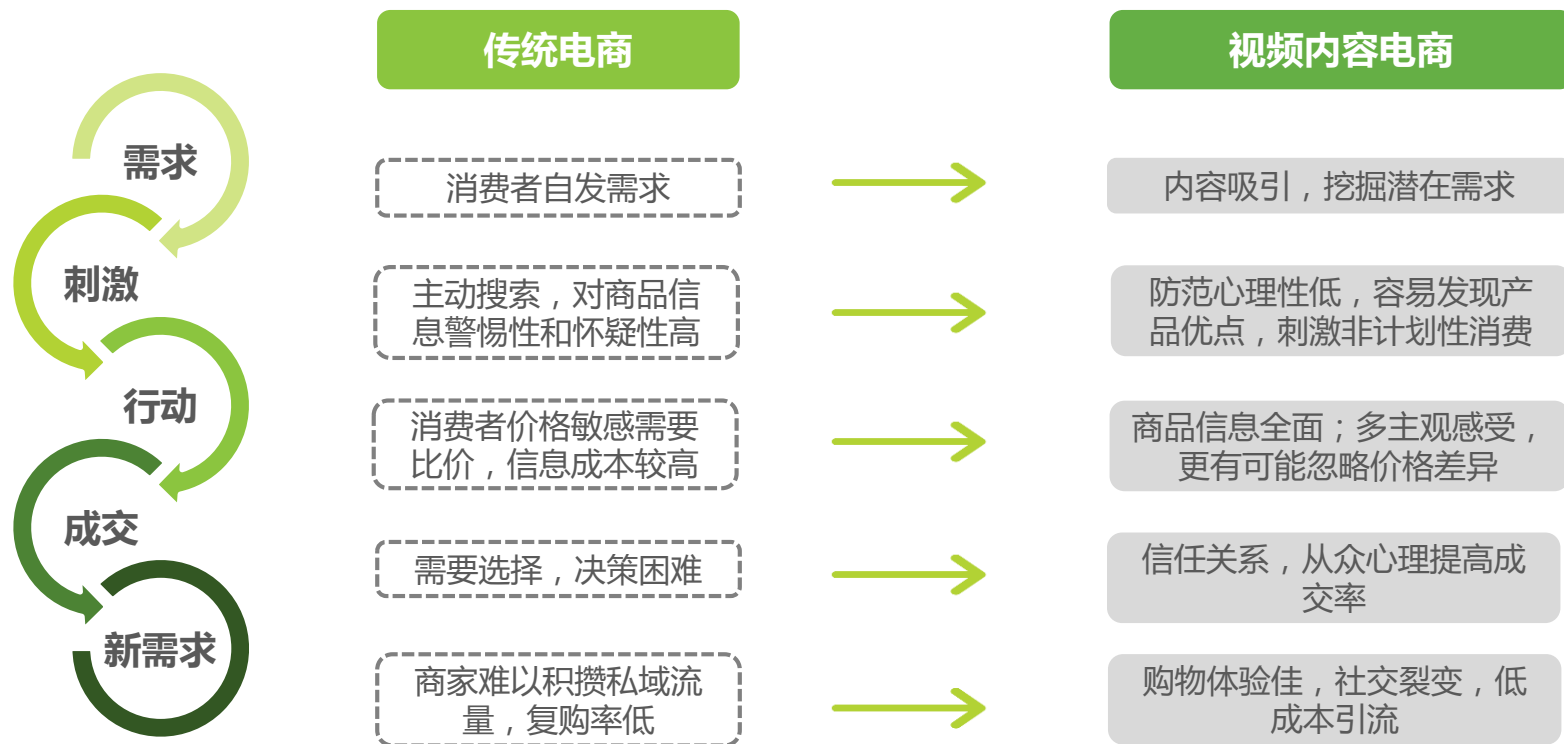 传统电商
视频内容电商
需求
消费者自发需求
内容吸引，挖掘潜在需求
刺激
主动搜索，对商品信
息警惕性和怀疑性高
防范心理性低，容易发现产
品优点，刺激非计划性消费
行动
消费者价格敏感需要
比价，信息成本较高
商品信息全面；多主观感受，
更有可能忽略价格差异
成交
需要选择，决策困难
信任关系，从众心理提高成
交率
新需求
商家难以积攒私域流
量，复购率低
购物体验佳，社交裂变，低
成本引流